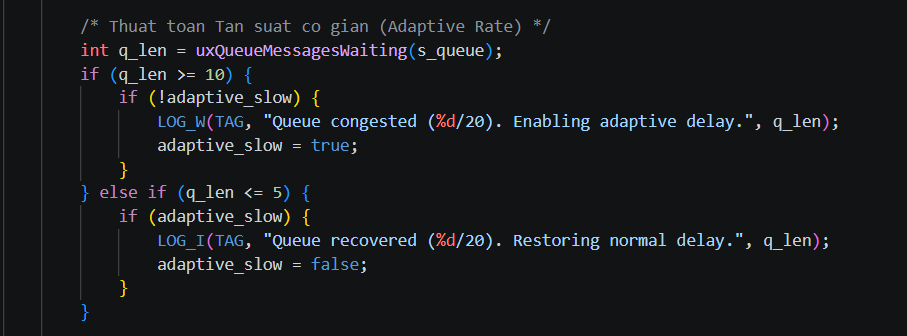 /* Thuat toan Tan suat co gian (Adaptive Rate) */
int q_len = uxQueueMessagesWaiting(s_queue);
if (q_len >= 10) {
if (!adaptive_slow) {
LOG_W(TAG, "Queue congested (%d/20). Enabling adaptive delay.", q_len);
adaptive_slow = true;
}
} else if (q_len <= 5) {
if (adaptive_slow) {
LOG_I(TAG, "Queue recovered (%d/20). Restoring normal delay.", q_len);
adaptive_slow = false;
}
}